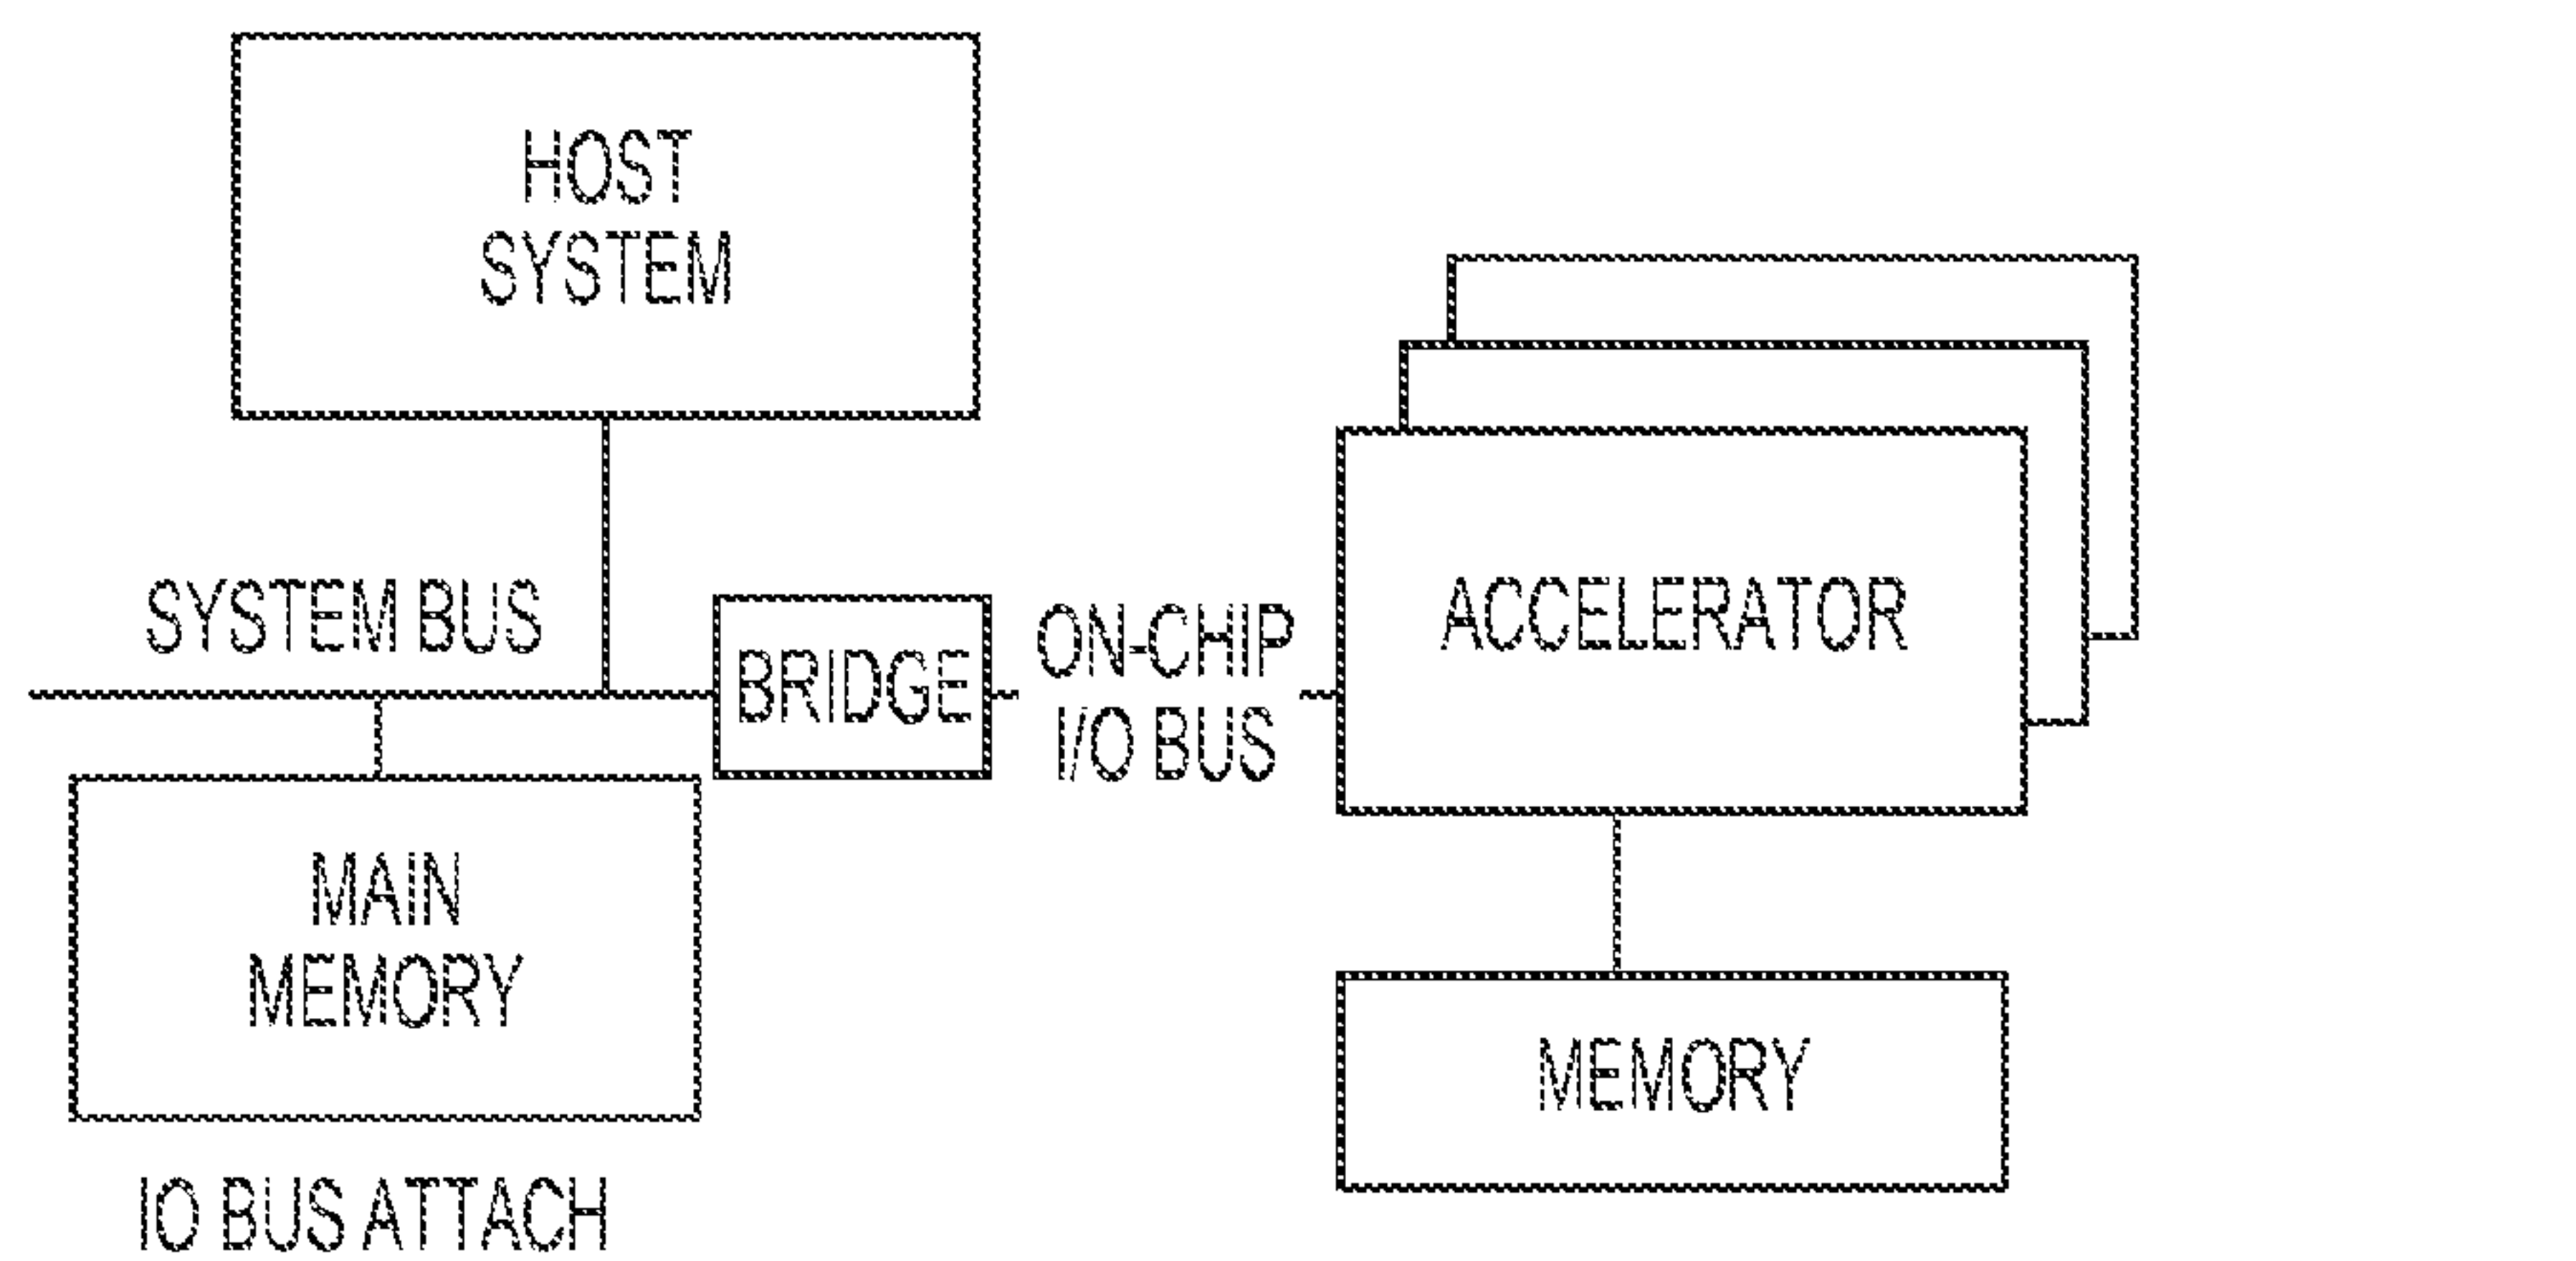 HOST
SYSTEM
SYSTEM BUS
BRIDGE
ON-CHIP
I/O BUS
ACCELERATOR
MAIN
MEMORY
MEMORY
IO BUS ATTACH